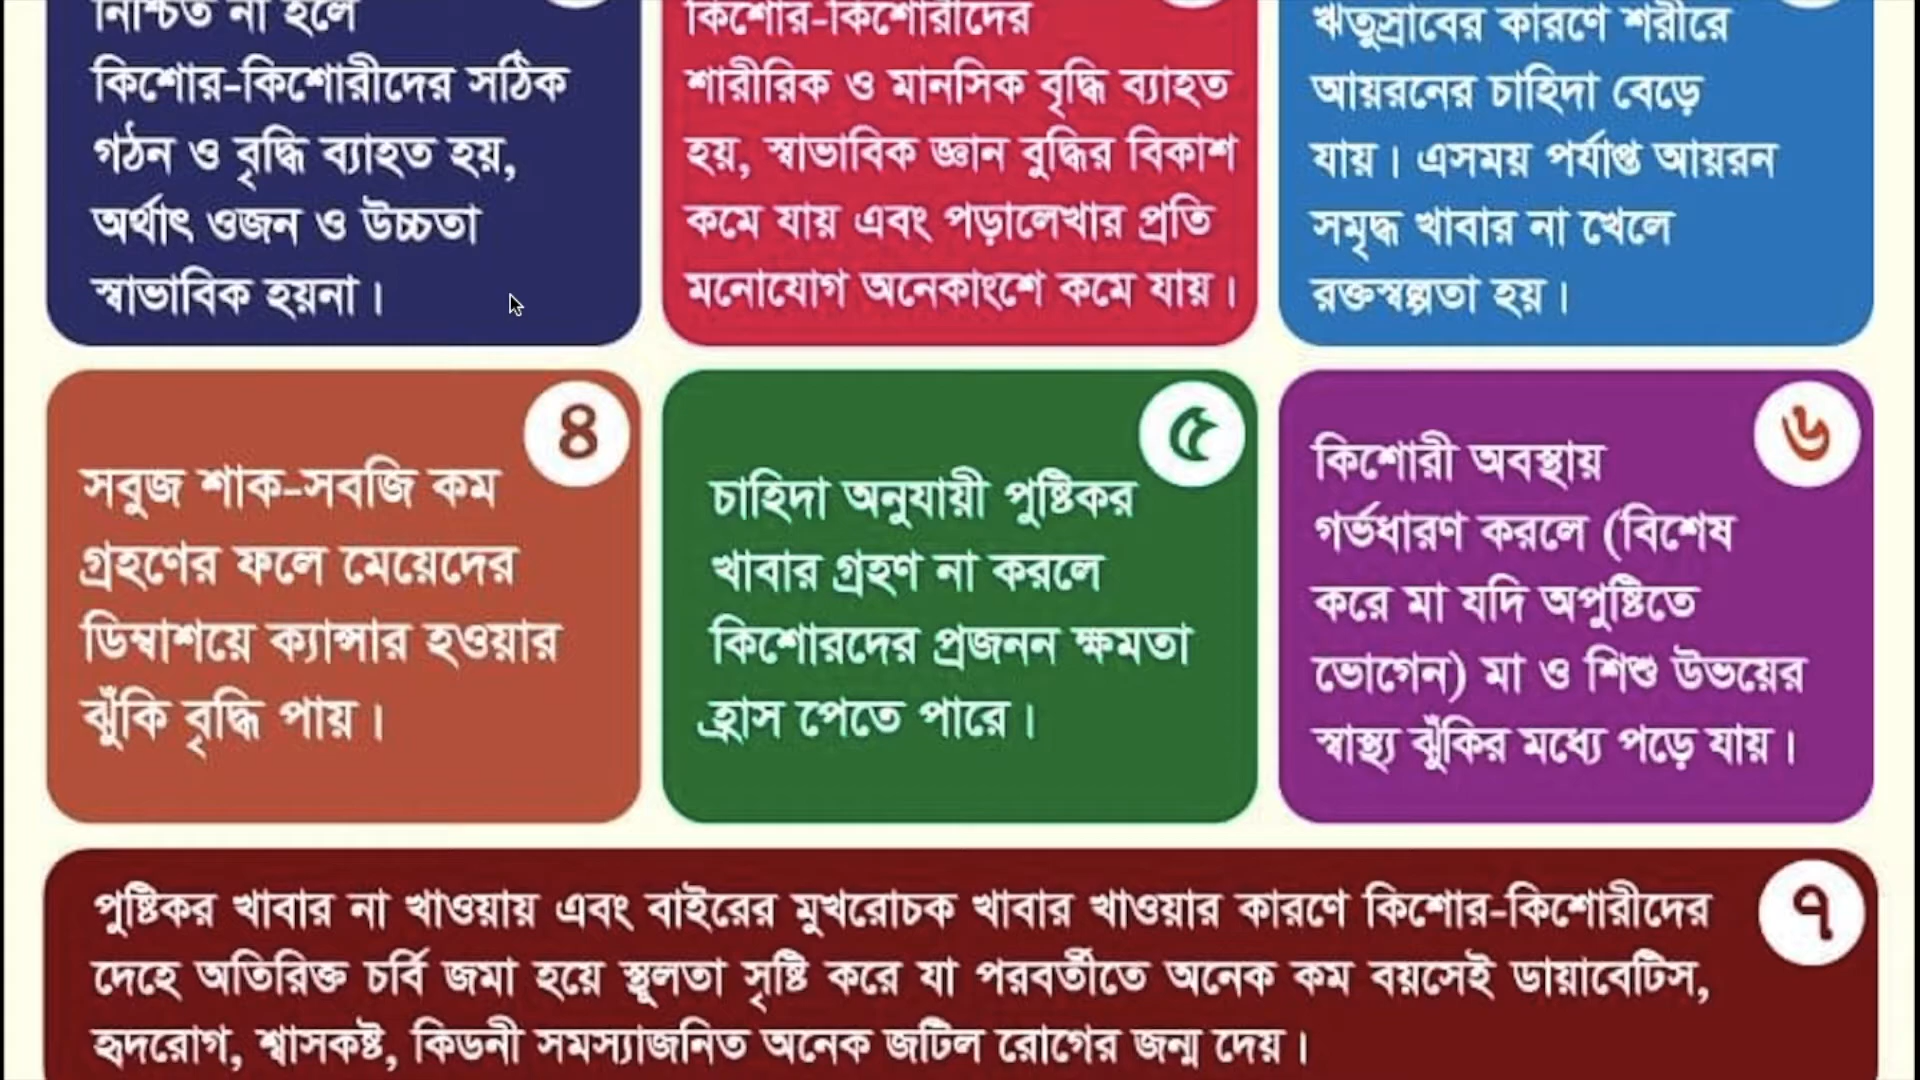 নিশ্চিত না হলে
কিশোর-কিশোরীদের সঠিক
গঠন ও বৃদ্ধি ব্যাহত হয়,
অর্থাৎ ওজন ও উচ্চতা
স্বাভাবিক হয়না।
কিশোর-কিশোরীদের
শারীরিক ও মানসিক বৃদ্ধি ব্যাহত
হয়, স্বাভাবিক জ্ঞান বুদ্ধির বিকাশ
কমে যায় এবং পড়ালেখার প্রতি
মনোযোগ অনেকাংশে কমে যায়।
ঋতুস্রাবের কারণে শরীরে
আয়রনের চাহিদা বেড়ে
যায়। এসময় পর্যাপ্ত আয়রন
সমৃদ্ধ খাবার না খেলে
রক্তস্বল্পতা হয়।
৪
সবুজ শাক-সবজি কম
গ্রহণের ফলে মেয়েদের
ডিম্বাশয়ে ক্যান্সার হওয়ার
ঝুঁকি বৃদ্ধি পায়।
৫
চাহিদা অনুযায়ী পুষ্টিকর
খাবার গ্রহণ না করলে
কিশোরদের প্রজনন ক্ষমতা
হ্রাস পেতে পারে।
৬
কিশোরী অবস্থায়
গর্ভধারণ করলে (বিশেষ
করে মা যদি অপুষ্টিতে
ভোগেন) মা ও শিশু উভয়ের
স্বাস্থ্য ঝুঁকির মধ্যে পড়ে যায়।
৭
পুষ্টিকর খাবার না খাওয়ায় এবং বাইরের মুখরোচক খাবার খাওয়ার কারণে কিশোর-কিশোরীদের
দেহে অতিরিক্ত চর্বি জমা হয়ে স্থূলতা সৃষ্টি করে যা পরবর্তীতে অনেক কম বয়সেই ডায়াবেটিস,
হৃদরোগ, শ্বাসকষ্ট, কিডনী সমস্যাজনিত অনেক জটিল রোগের জন্ম দেয়।